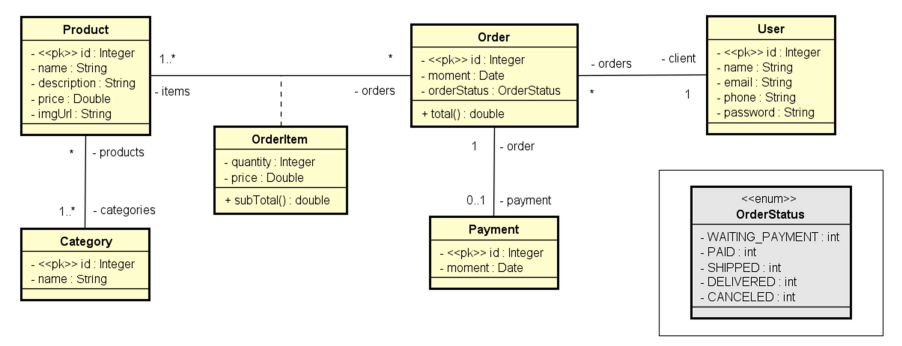 Product
- <<pk>> id : Integer
- name : String
- description : String
- price : Double
- imgUrl : String
1..*
*
- items
- orders
Order
- <<pk>> id : Integer
- moment : Date
- orderStatus : OrderStatus
+ total() : double
- orders
- client
*
1
User
- <<pk>> id : Integer
- name : String
- email : String
- phone : String
- password : String
OrderItem
- quantity : Integer
- price : Double
+ subTotal() : double
*
- products
1..*
- categories
Category
- <<pk>> id : Integer
- name : String
1
- order
0..1
- payment
Payment
- <<pk>> id : Integer
- moment : Date
<<enum>>
OrderStatus
- WAITING_PAYMENT : int
- PAID : int
- SHIPPED : int
- DELIVERED : int
- CANCELED : int